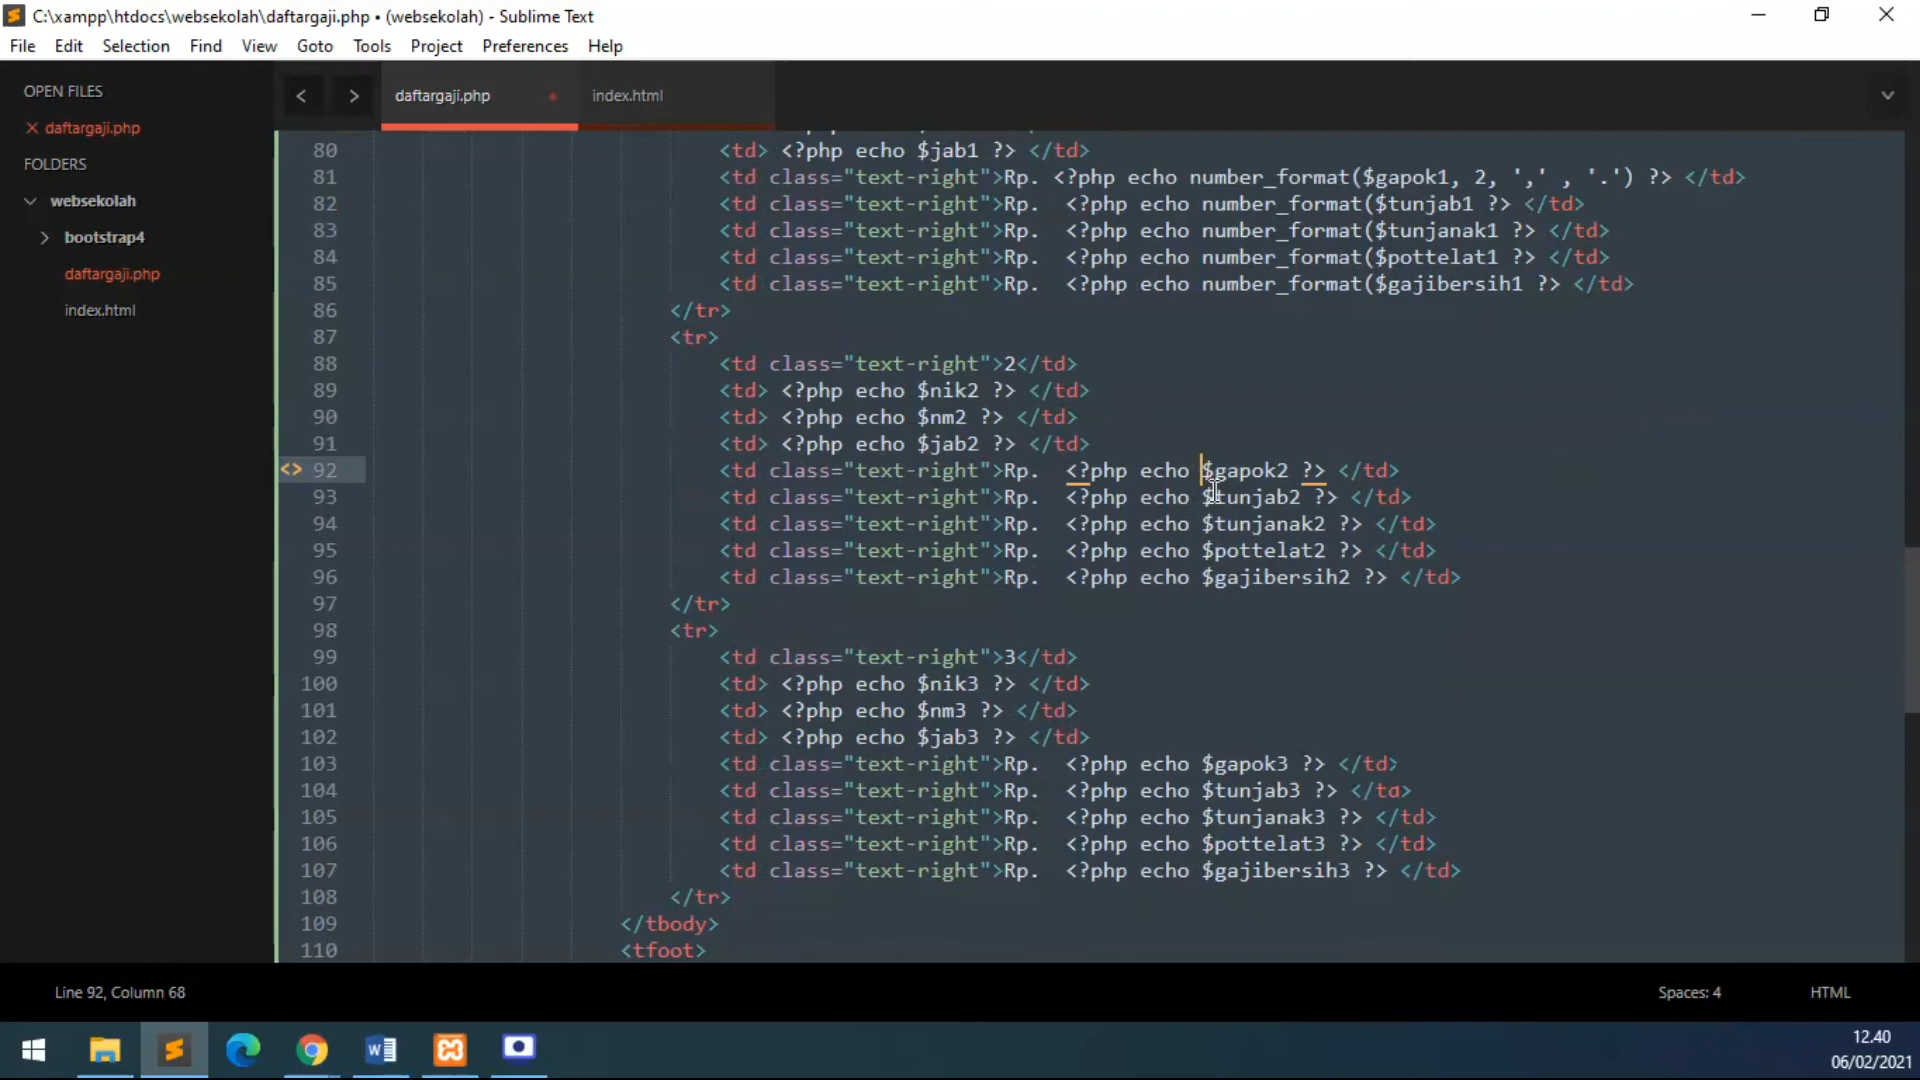 C:\xampp\htdocs\websekolah\daftargaji.php • (websekolah) - Sublime Text
File Edit Selection Find View Goto Tools Project Preferences Help
OPEN FILES
daftargaji.php
FOLDERS
websekolah
bootstrap4
daftargaji.php
index.html
daftargaji.php
index.html
80 <td> <?php echo $jab1 ?> </td>
81 <td class="text-right">Rp. <?php echo number_format($gapok1, 2, ',' , '.') ?> </td>
82 <td class="text-right">Rp.  <?php echo number_format($tunjab1 ?> </td>
83 <td class="text-right">Rp.  <?php echo number_format($tunjanak1 ?> </td>
84 <td class="text-right">Rp.  <?php echo number_format($pottelat1 ?> </td>
85 <td class="text-right">Rp.  <?php echo number_format($gajibersih1 ?> </td>
86 </tr>
87 <tr>
88 <td class="text-right">2</td>
89 <td> <?php echo $nik2 ?> </td>
90 <td> <?php echo $nm2 ?> </td>
91 <td> <?php echo $jab2 ?> </td>
<> 92 <td class="text-right">Rp.  <?php echo $gapok2 ?> </td>
93 <td class="text-right">Rp.  <?php echo $tunjab2 ?> </td>
94 <td class="text-right">Rp.  <?php echo $tunjanak2 ?> </td>
95 <td class="text-right">Rp.  <?php echo $pottelat2 ?> </td>
96 <td class="text-right">Rp.  <?php echo $gajibersih2 ?> </td>
97 </tr>
98 <tr>
99 <td class="text-right">3</td>
100 <td> <?php echo $nik3 ?> </td>
101 <td> <?php echo $nm3 ?> </td>
102 <td> <?php echo $jab3 ?> </td>
103 <td class="text-right">Rp.  <?php echo $gapok3 ?> </td>
104 <td class="text-right">Rp.  <?php echo $tunjab3 ?> </td>
105 <td class="text-right">Rp.  <?php echo $tunjanak3 ?> </td>
106 <td class="text-right">Rp.  <?php echo $pottelat3 ?> </td>
107 <td class="text-right">Rp.  <?php echo $gajibersih3 ?> </td>
108 </tr>
109 </tbody>
110 <tfoot>
Line 92, Column 68
Spaces: 4
HTML
12.40
06/02/2021